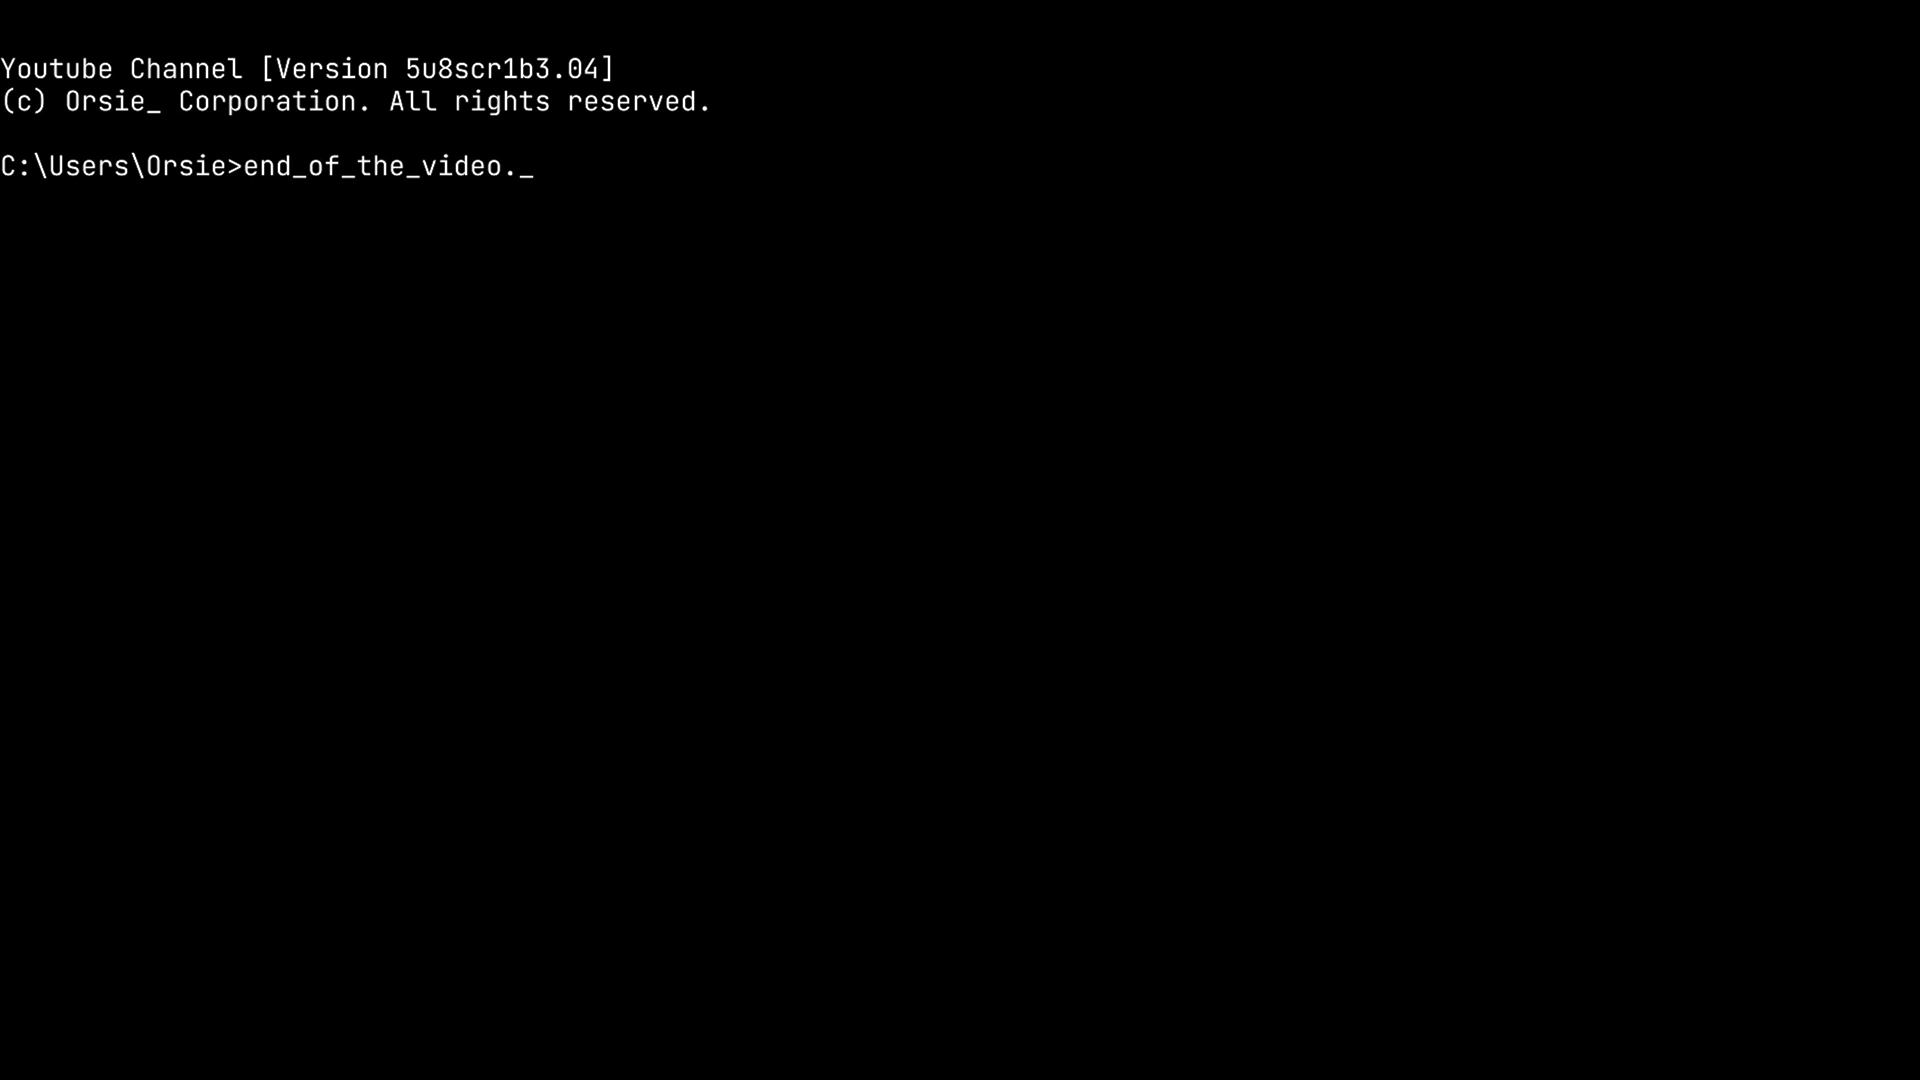 Youtube Channel [Version 5u8scr1b3.04]
(c) Orsie_ Corporation. All rights reserved.
C:\Users\Orsie>end_of_the_video._